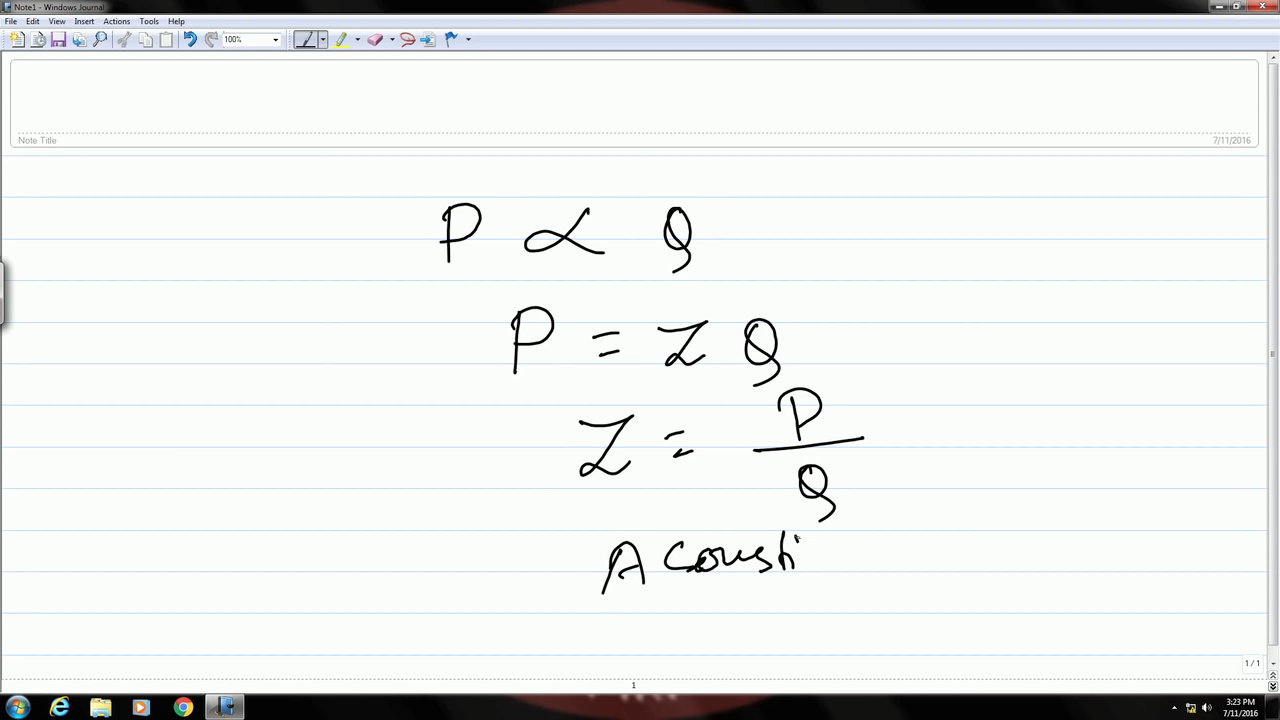 Note1 - Windows Journal
File Edit View Insert Actions Tools Help
100%
Note Title 7/11/2016
P ∝ Q
P = Z Q
Z = P / Q
Acousti
1 / 1
1
3:23 PM
7/11/2016